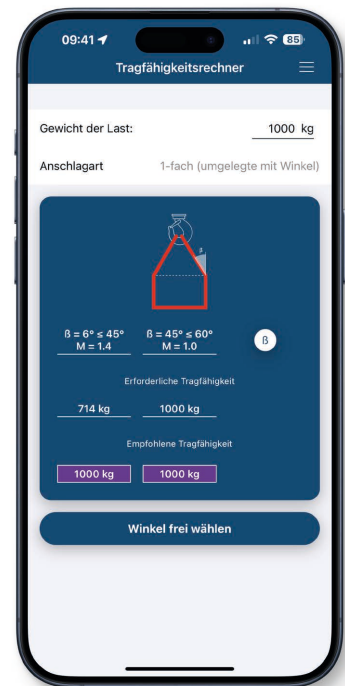 09:41 85
Tragfähigkeitsrechner
Gewicht der Last: 1000 kg
Anschlagart 1-fach (umgelegte mit Winkel)
ß
ß = 6° ≤ 45° ß = 45° ≤ 60°
M = 1.4 M = 1.0
ß
Erforderliche Tragfähigkeit
714 kg 1000 kg
Empfohlene Tragfähigkeit
1000 kg 1000 kg
Winkel frei wählen